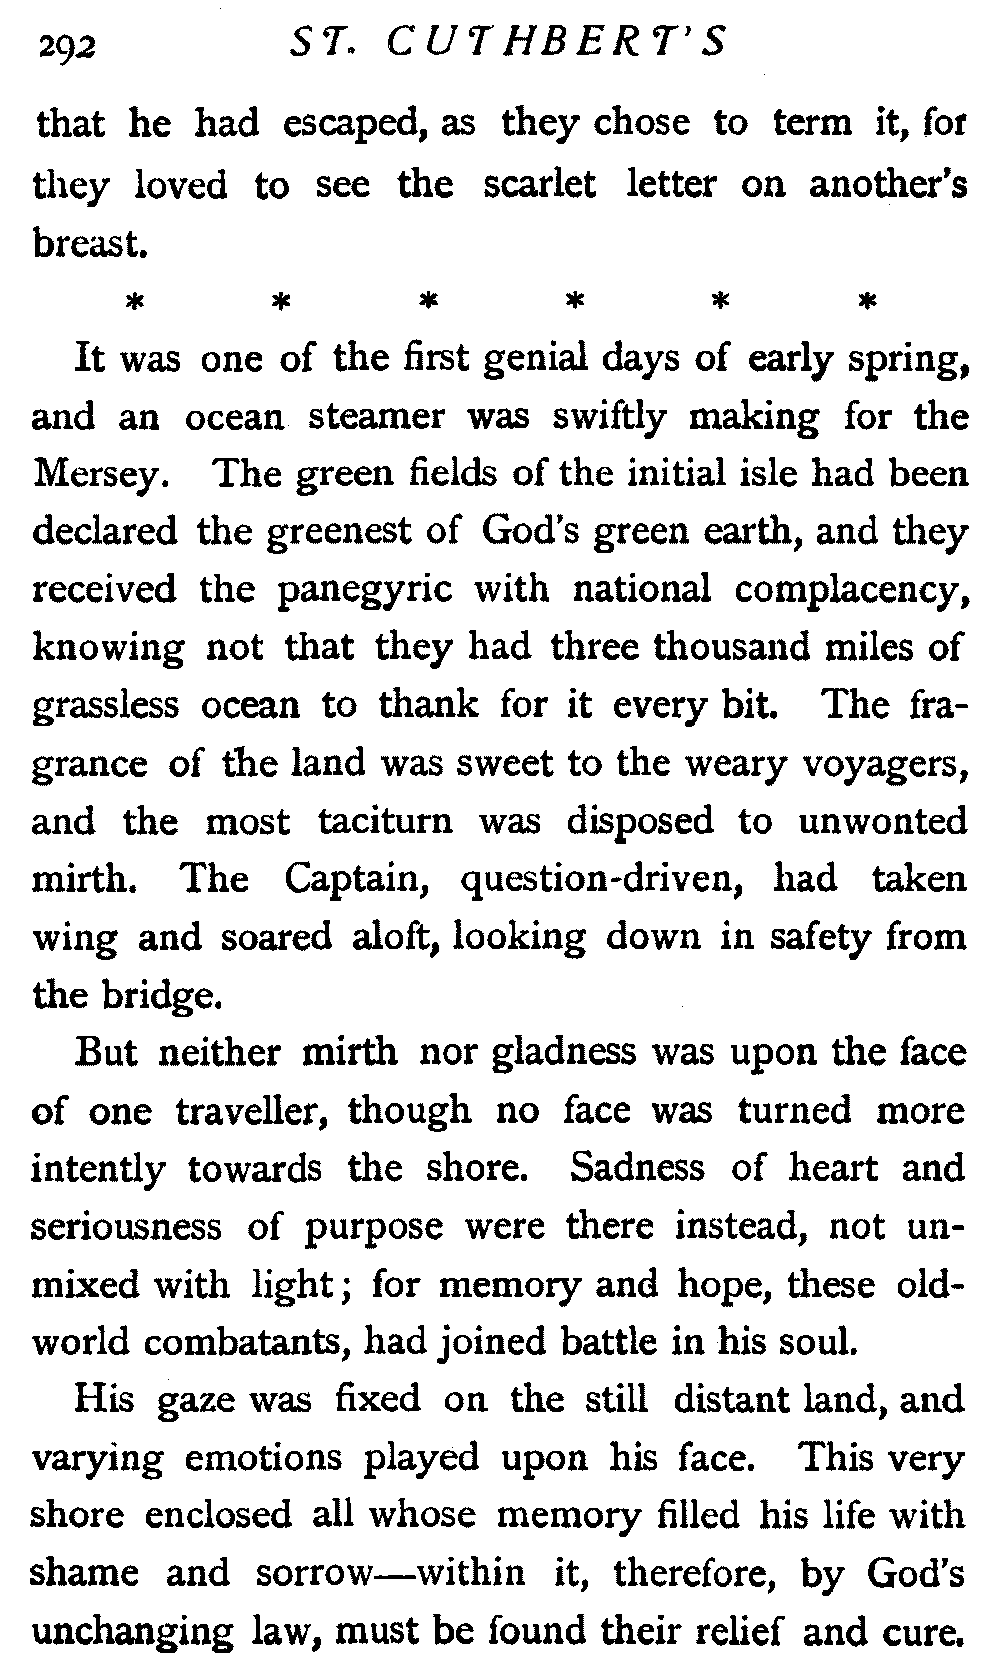 292 ST. CUTHBERT'S
that he had escaped, as they chose to term it, for
they loved to see the scarlet letter on another's
breast.
* * * * * *
It was one of the first genial days of early spring,
and an ocean steamer was swiftly making for the
Mersey. The green fields of the initial isle had been
declared the greenest of God's green earth, and they
received the panegyric with national complacency,
knowing not that they had three thousand miles of
grassless ocean to thank for it every bit. The fra-
grance of the land was sweet to the weary voyagers,
and the most taciturn was disposed to unwonted
mirth. The Captain, question-driven, had taken
wing and soared aloft, looking down in safety from
the bridge.
But neither mirth nor gladness was upon the face
of one traveller, though no face was turned more
intently towards the shore. Sadness of heart and
seriousness of purpose were there instead, not un-
mixed with light; for memory and hope, these old-
world combatants, had joined battle in his soul.
His gaze was fixed on the still distant land, and
varying emotions played upon his face. This very
shore enclosed all whose memory filled his life with
shame and sorrow—within it, therefore, by God's
unchanging law, must be found their relief and cure.